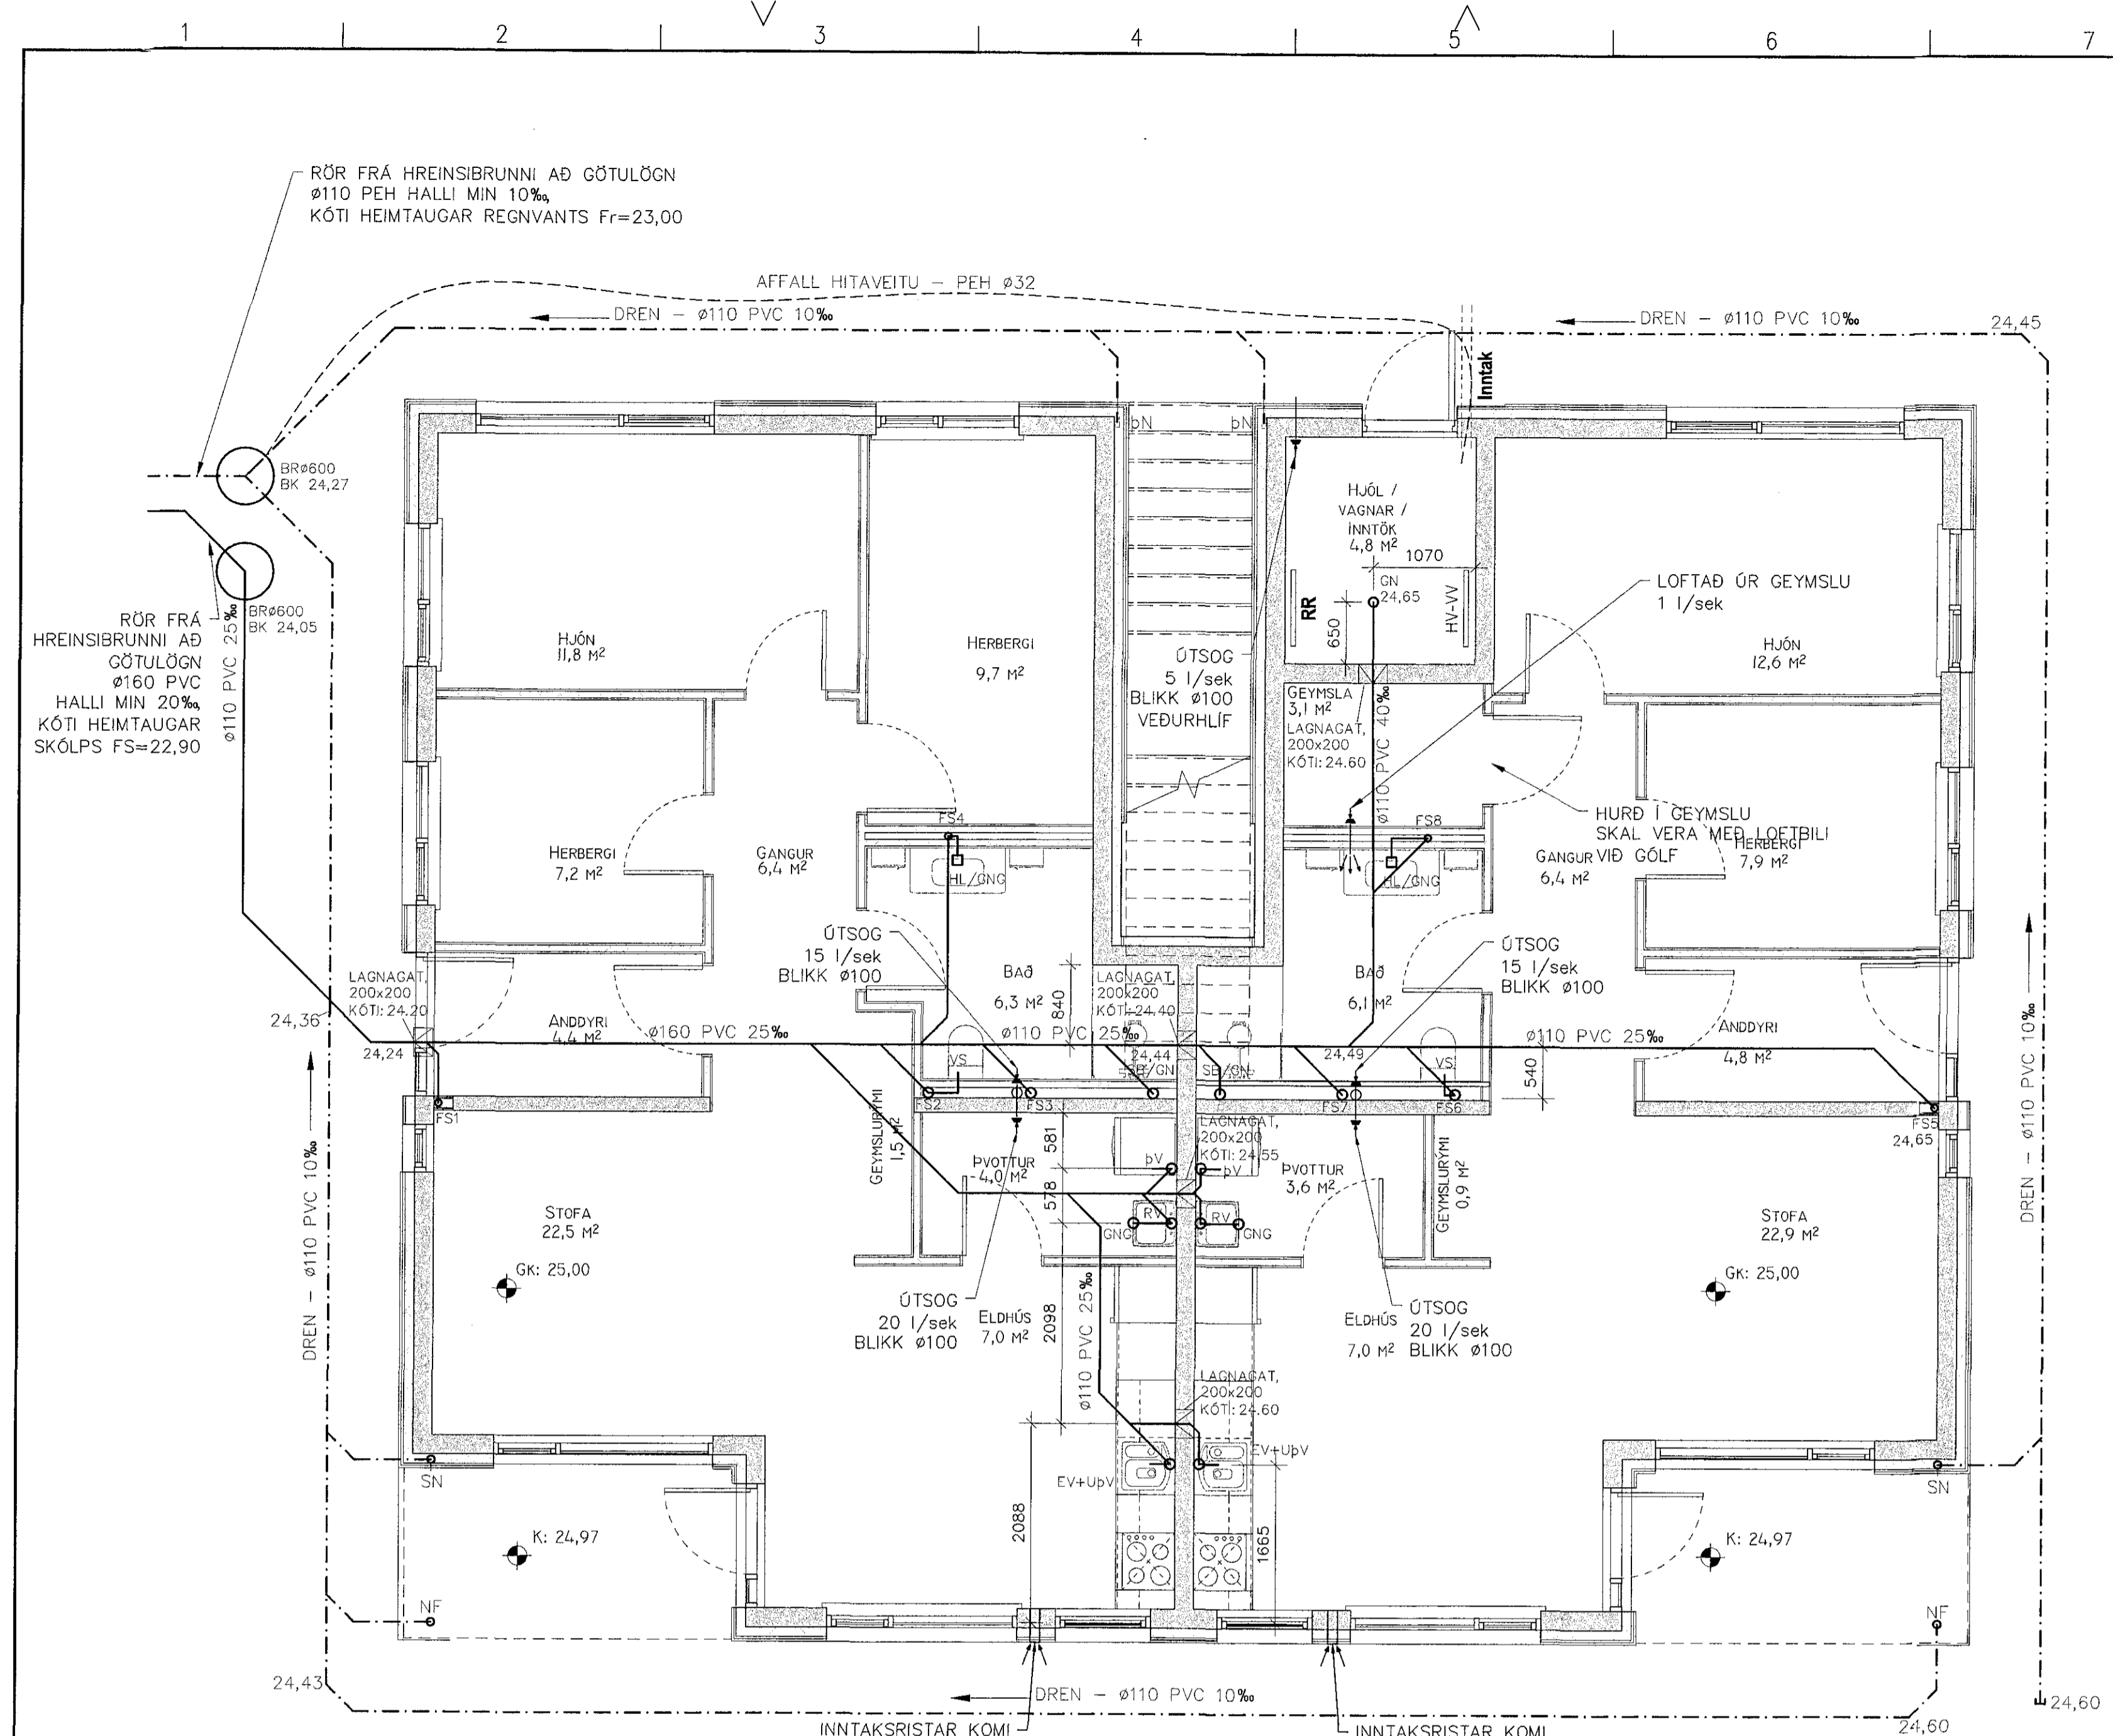 1 2 3 4 5 6 7
RÖR FRÁ HREINSIBRUNNI AÐ GÖTULÖGN
ø110 PEH HALLI MIN 10‰,
KÓTI HEIMTAUGAR REGNVANTS Fr=23,00
AFFALL HITAVEITU – PEH ø32
DREN – ø110 PVC 10‰
DREN – ø110 PVC 10‰
24,45
Inntak
BRø600
BK 24,27
BRø600
BK 24,05
RÖR FRÁ
HREINSIBRUNNI AÐ
GÖTULÖGN
ø160 PVC
HALLI MIN 20‰,
KÓTI HEIMTAUGAR
SKÓLPS FS=22,90
ø110 PVC 25‰
ÞN
ÞN
HJÓL /
VAGNAR /
INNTÖK
4,8 M²
1070
GN
24,65
RR
HV-VV
650
LOFTAÐ ÚR GEYMSLU
1 l/sek
HJÓN
11,8 M²
HERBERGI
9,7 M²
HJÓN
12,6 M²
ÚTSOG
5 l/sek
BLIKK ø100
VEÐURHLÍF
GEYMSLA
3,1 M²
LAGNAGAT,
200x200
KÓTI: 24.60
ø110 PVC 40‰
HURÐ Í GEYMSLU
SKAL VERA MEÐ LOFTBILI
VIÐ GÓLF
HERBERGI
7,9 M²
GANGUR
6,4 M²
FS4
FS8
HL/GNG
HL/GNG
HERBERGI
7,2 M²
GANGUR
6,4 M²
ÚTSOG
15 l/sek
BLIKK ø100
ÚTSOG
15 l/sek
BLIKK ø100
BAÐ
6,3 M²
840
LAGNAGAT,
200x200
KÓTI: 24.40
BAÐ
6,1 M²
LAGNAGAT,
200x200
KÓTI: 24.20
24,36
24,24
ANDDYRI
4,4 M²
ø160 PVC 25‰
ø110 PVC 25‰
ø110 PVC 25‰
ANDDYRI
4,8 M²
24,44
24,49
VS
SB/GN
SB/GN
VS
540
FS1
FS3
FS7
FS6
FS5
24,65
DREN – ø110 PVC 10‰
DREN – ø110 PVC 10‰
GEYMSLURÝMI
1,5 M²
581
578
ÞVOTTUR
4,0 M²
ÞV
LAGNAGAT,
200x200
KÓTI: 24.55
ÞV
ÞVOTTUR
3,6 M²
GEYMSLURÝMI
0,9 M²
RV
RV
GNG
GNG
STOFA
22,5 M²
STOFA
22,9 M²
GK: 25,00
GK: 25,00
ÚTSOG
20 l/sek
BLIKK ø100
ELDHÚS
7,0 M²
2098
ø110 PVC 25‰
ELDHÚS
7,0 M²
ÚTSOG
20 l/sek
BLIKK ø100
LAGNAGAT,
200x200
KÓTI: 24.60
EV+UÞV
EV+UÞV
SN
SN
2088
1665
K: 24,97
K: 24,97
NF
NF
24,43
DREN – ø110 PVC 10‰
24,60
24,60
INNTAKSRISTAR KOMI
INNTAKSRISTAR KOMI